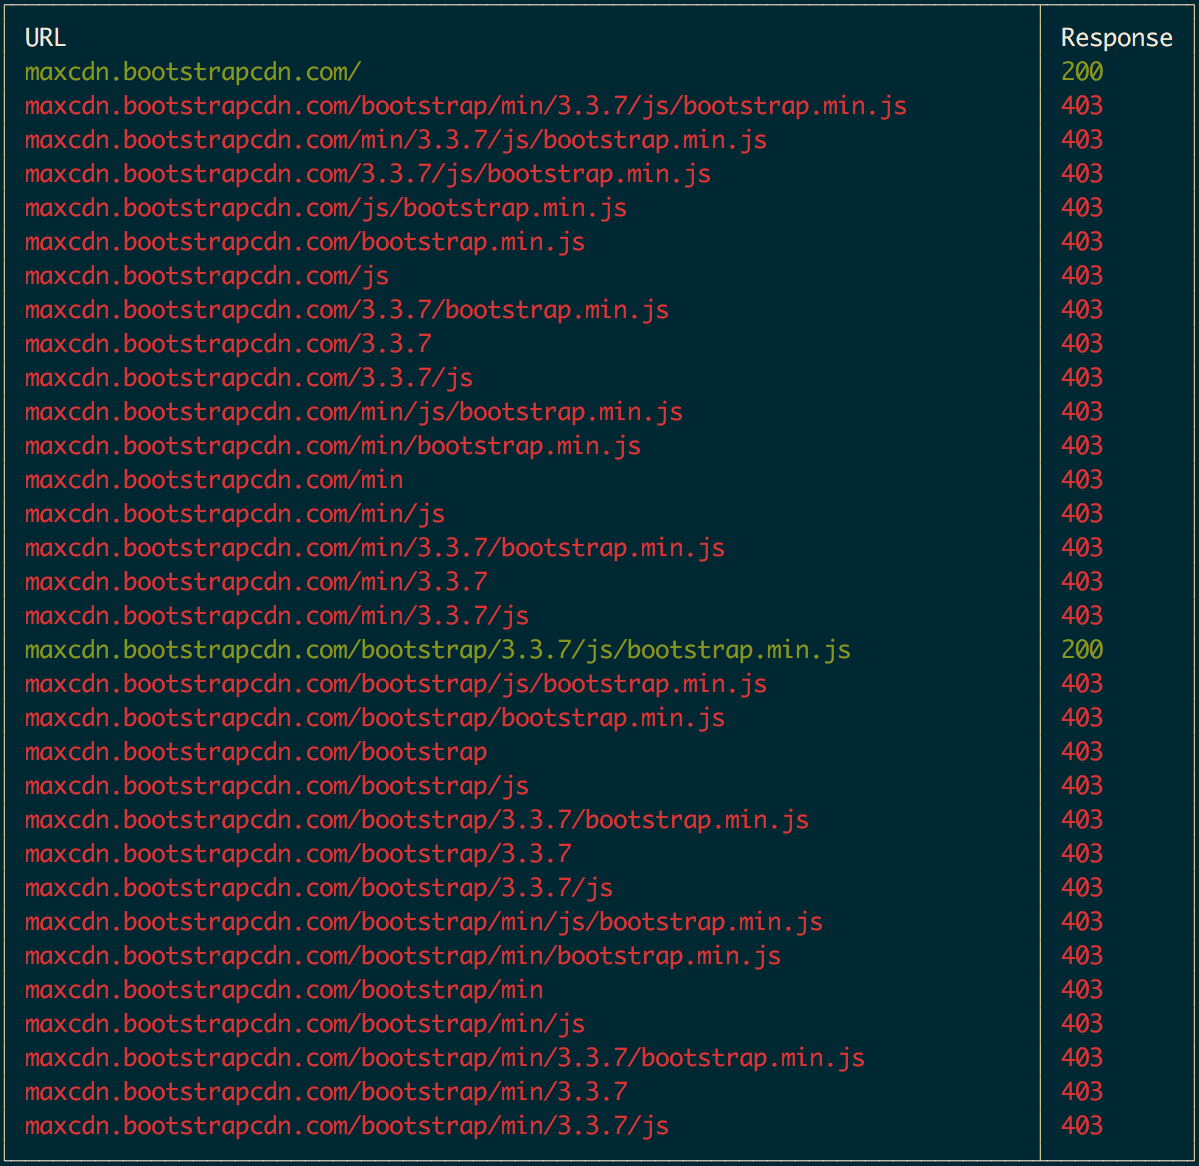 URL Response
maxcdn.bootstrapcdn.com/ 200
maxcdn.bootstrapcdn.com/bootstrap/min/3.3.7/js/bootstrap.min.js 403
maxcdn.bootstrapcdn.com/min/3.3.7/js/bootstrap.min.js 403
maxcdn.bootstrapcdn.com/3.3.7/js/bootstrap.min.js 403
maxcdn.bootstrapcdn.com/js/bootstrap.min.js 403
maxcdn.bootstrapcdn.com/bootstrap.min.js 403
maxcdn.bootstrapcdn.com/js 403
maxcdn.bootstrapcdn.com/3.3.7/bootstrap.min.js 403
maxcdn.bootstrapcdn.com/3.3.7 403
maxcdn.bootstrapcdn.com/3.3.7/js 403
maxcdn.bootstrapcdn.com/min/js/bootstrap.min.js 403
maxcdn.bootstrapcdn.com/min/bootstrap.min.js 403
maxcdn.bootstrapcdn.com/min 403
maxcdn.bootstrapcdn.com/min/js 403
maxcdn.bootstrapcdn.com/min/3.3.7/bootstrap.min.js 403
maxcdn.bootstrapcdn.com/min/3.3.7 403
maxcdn.bootstrapcdn.com/min/3.3.7/js 403
maxcdn.bootstrapcdn.com/bootstrap/3.3.7/js/bootstrap.min.js 200
maxcdn.bootstrapcdn.com/bootstrap/js/bootstrap.min.js 403
maxcdn.bootstrapcdn.com/bootstrap/bootstrap.min.js 403
maxcdn.bootstrapcdn.com/bootstrap 403
maxcdn.bootstrapcdn.com/bootstrap/js 403
maxcdn.bootstrapcdn.com/bootstrap/3.3.7/bootstrap.min.js 403
maxcdn.bootstrapcdn.com/bootstrap/3.3.7 403
maxcdn.bootstrapcdn.com/bootstrap/3.3.7/js 403
maxcdn.bootstrapcdn.com/bootstrap/min/js/bootstrap.min.js 403
maxcdn.bootstrapcdn.com/bootstrap/min/bootstrap.min.js 403
maxcdn.bootstrapcdn.com/bootstrap/min 403
maxcdn.bootstrapcdn.com/bootstrap/min/js 403
maxcdn.bootstrapcdn.com/bootstrap/min/3.3.7/bootstrap.min.js 403
maxcdn.bootstrapcdn.com/bootstrap/min/3.3.7 403
maxcdn.bootstrapcdn.com/bootstrap/min/3.3.7/js 403